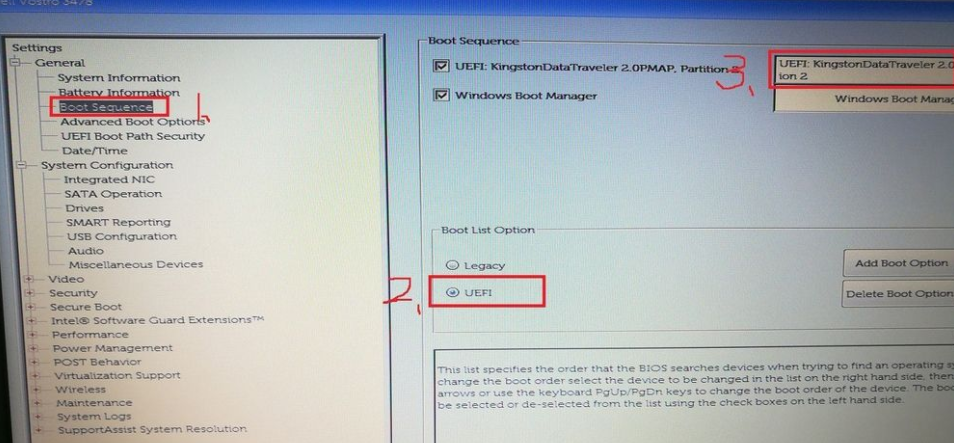 Vostro 3478
Settings
General
System Information
Battery Information
Boot Sequence
1,
Advanced Boot Options
UEFI Boot Path Security
Date/Time
System Configuration
Integrated NIC
SATA Operation
Drives
SMART Reporting
USB Configuration
Audio
Miscellaneous Devices
Video
Security
Secure Boot
Intel® Software Guard Extensions™
Performance
Power Management
POST Behavior
Virtualization Support
Wireless
Maintenance
System Logs
SupportAssist System Resolution
Boot Sequence
UEFI: KingstonDataTraveler 2.0PMAP, Partition
3,
UEFI: KingstonDataTraveler 2.0
ion 2
Windows Boot Manager
Windows Boot Manag
Boot List Option
Legacy
2,
UEFI
Add Boot Option
Delete Boot Option
This list specifies the order that the BIOS searches devices when trying to find an operating sy
change the boot order select the device to be changed in the list on the right hand side, then
arrows or use the keyboard PgUp/PgDn keys to change the boot order of the device. The boo
be selected or de-selected from the list using the check boxes on the left hand side.